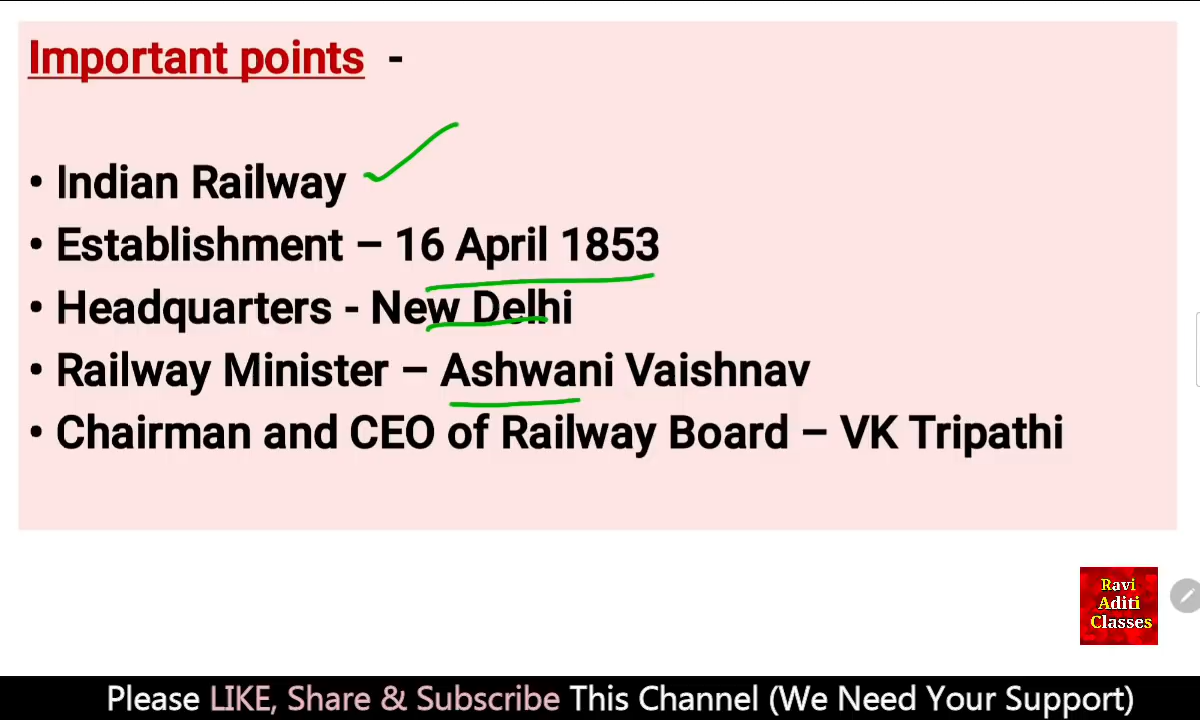 Important points -
• Indian Railway
• Establishment – 16 April 1853
• Headquarters - New Delhi
• Railway Minister – Ashwani Vaishnav
• Chairman and CEO of Railway Board – VK Tripathi
Ravi
Aditi
Classes
Please LIKE, Share & Subscribe This Channel (We Need Your Support)